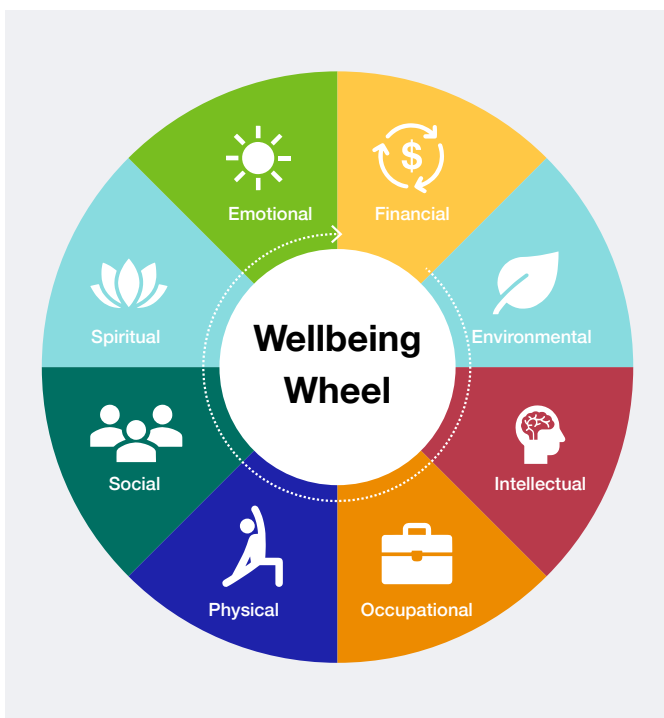 Emotional
Financial
$
Spiritual
Environmental
Wellbeing
Wheel
Social
Intellectual
Physical
Occupational